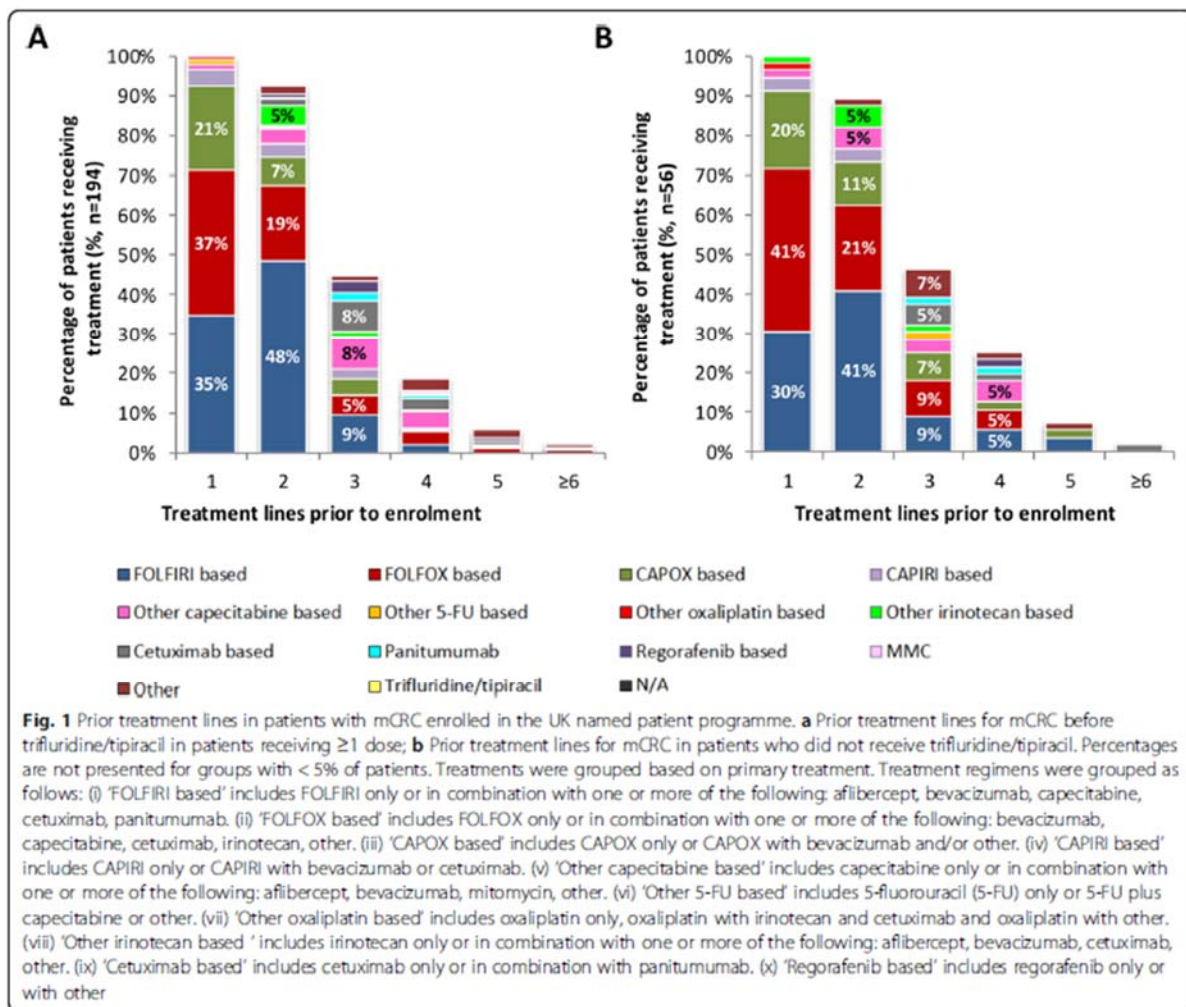 A
B
Percentage of patients receiving
treatment (%, n=194)
100%
90%
80%
70%
60%
50%
40%
30%
20%
10%
0%
21%
37%
35%
5%
7%
19%
48%
8%
8%
5%
9%
1 2 3 4 5 ≥6
Treatment lines prior to enrolment
Percentage of patients receiving
treatment (%, n=56)
100%
90%
80%
70%
60%
50%
40%
30%
20%
10%
0%
20%
41%
30%
5%
5%
11%
21%
41%
7%
5%
7%
9%
9%
5%
5%
5%
1 2 3 4 5 ≥6
Treatment lines prior to enrolment
FOLFIRI based FOLFOX based CAPOX based CAPIRI based
Other capecitabine based Other 5-FU based Other oxaliplatin based Other irinotecan based
Cetuximab based Panitumumab Regorafenib based MMC
Other Trifluridine/tipiracil N/A
Fig. 1 Prior treatment lines in patients with mCRC enrolled in the UK named patient programme. a Prior treatment lines for mCRC before
trifluridine/tipiracil in patients receiving ≥1 dose; b Prior treatment lines for mCRC in patients who did not receive trifluridine/tipiracil. Percentages
are not presented for groups with < 5% of patients. Treatments were grouped based on primary treatment. Treatment regimens were grouped as
follows: (i) ‘FOLFIRI based’ includes FOLFIRI only or in combination with one or more of the following: aflibercept, bevacizumab, capecitabine,
cetuximab, panitumumab. (ii) ‘FOLFOX based’ includes FOLFOX only or in combination with one or more of the following: bevacizumab,
capecitabine, cetuximab, irinotecan, other. (iii) ‘CAPOX based’ includes CAPOX only or CAPOX with bevacizumab and/or other. (iv) ‘CAPIRI based’
includes CAPIRI only or CAPIRI with bevacizumab or cetuximab. (v) ‘Other capecitabine based’ includes capecitabine only or in combination with
one or more of the following: aflibercept, bevacizumab, mitomycin, other. (vi) ‘Other 5-FU based’ includes 5-fluorouracil (5-FU) only or 5-FU plus
capecitabine or other. (vii) ‘Other oxaliplatin based’ includes oxaliplatin only, oxaliplatin with irinotecan and cetuximab and oxaliplatin with other.
(viii) ‘Other irinotecan based ’ includes irinotecan only or in combination with one or more of the following: aflibercept, bevacizumab, cetuximab,
other. (ix) ‘Cetuximab based’ includes cetuximab only or in combination with panitumumab. (x) ‘Regorafenib based’ includes regorafenib only or
with other